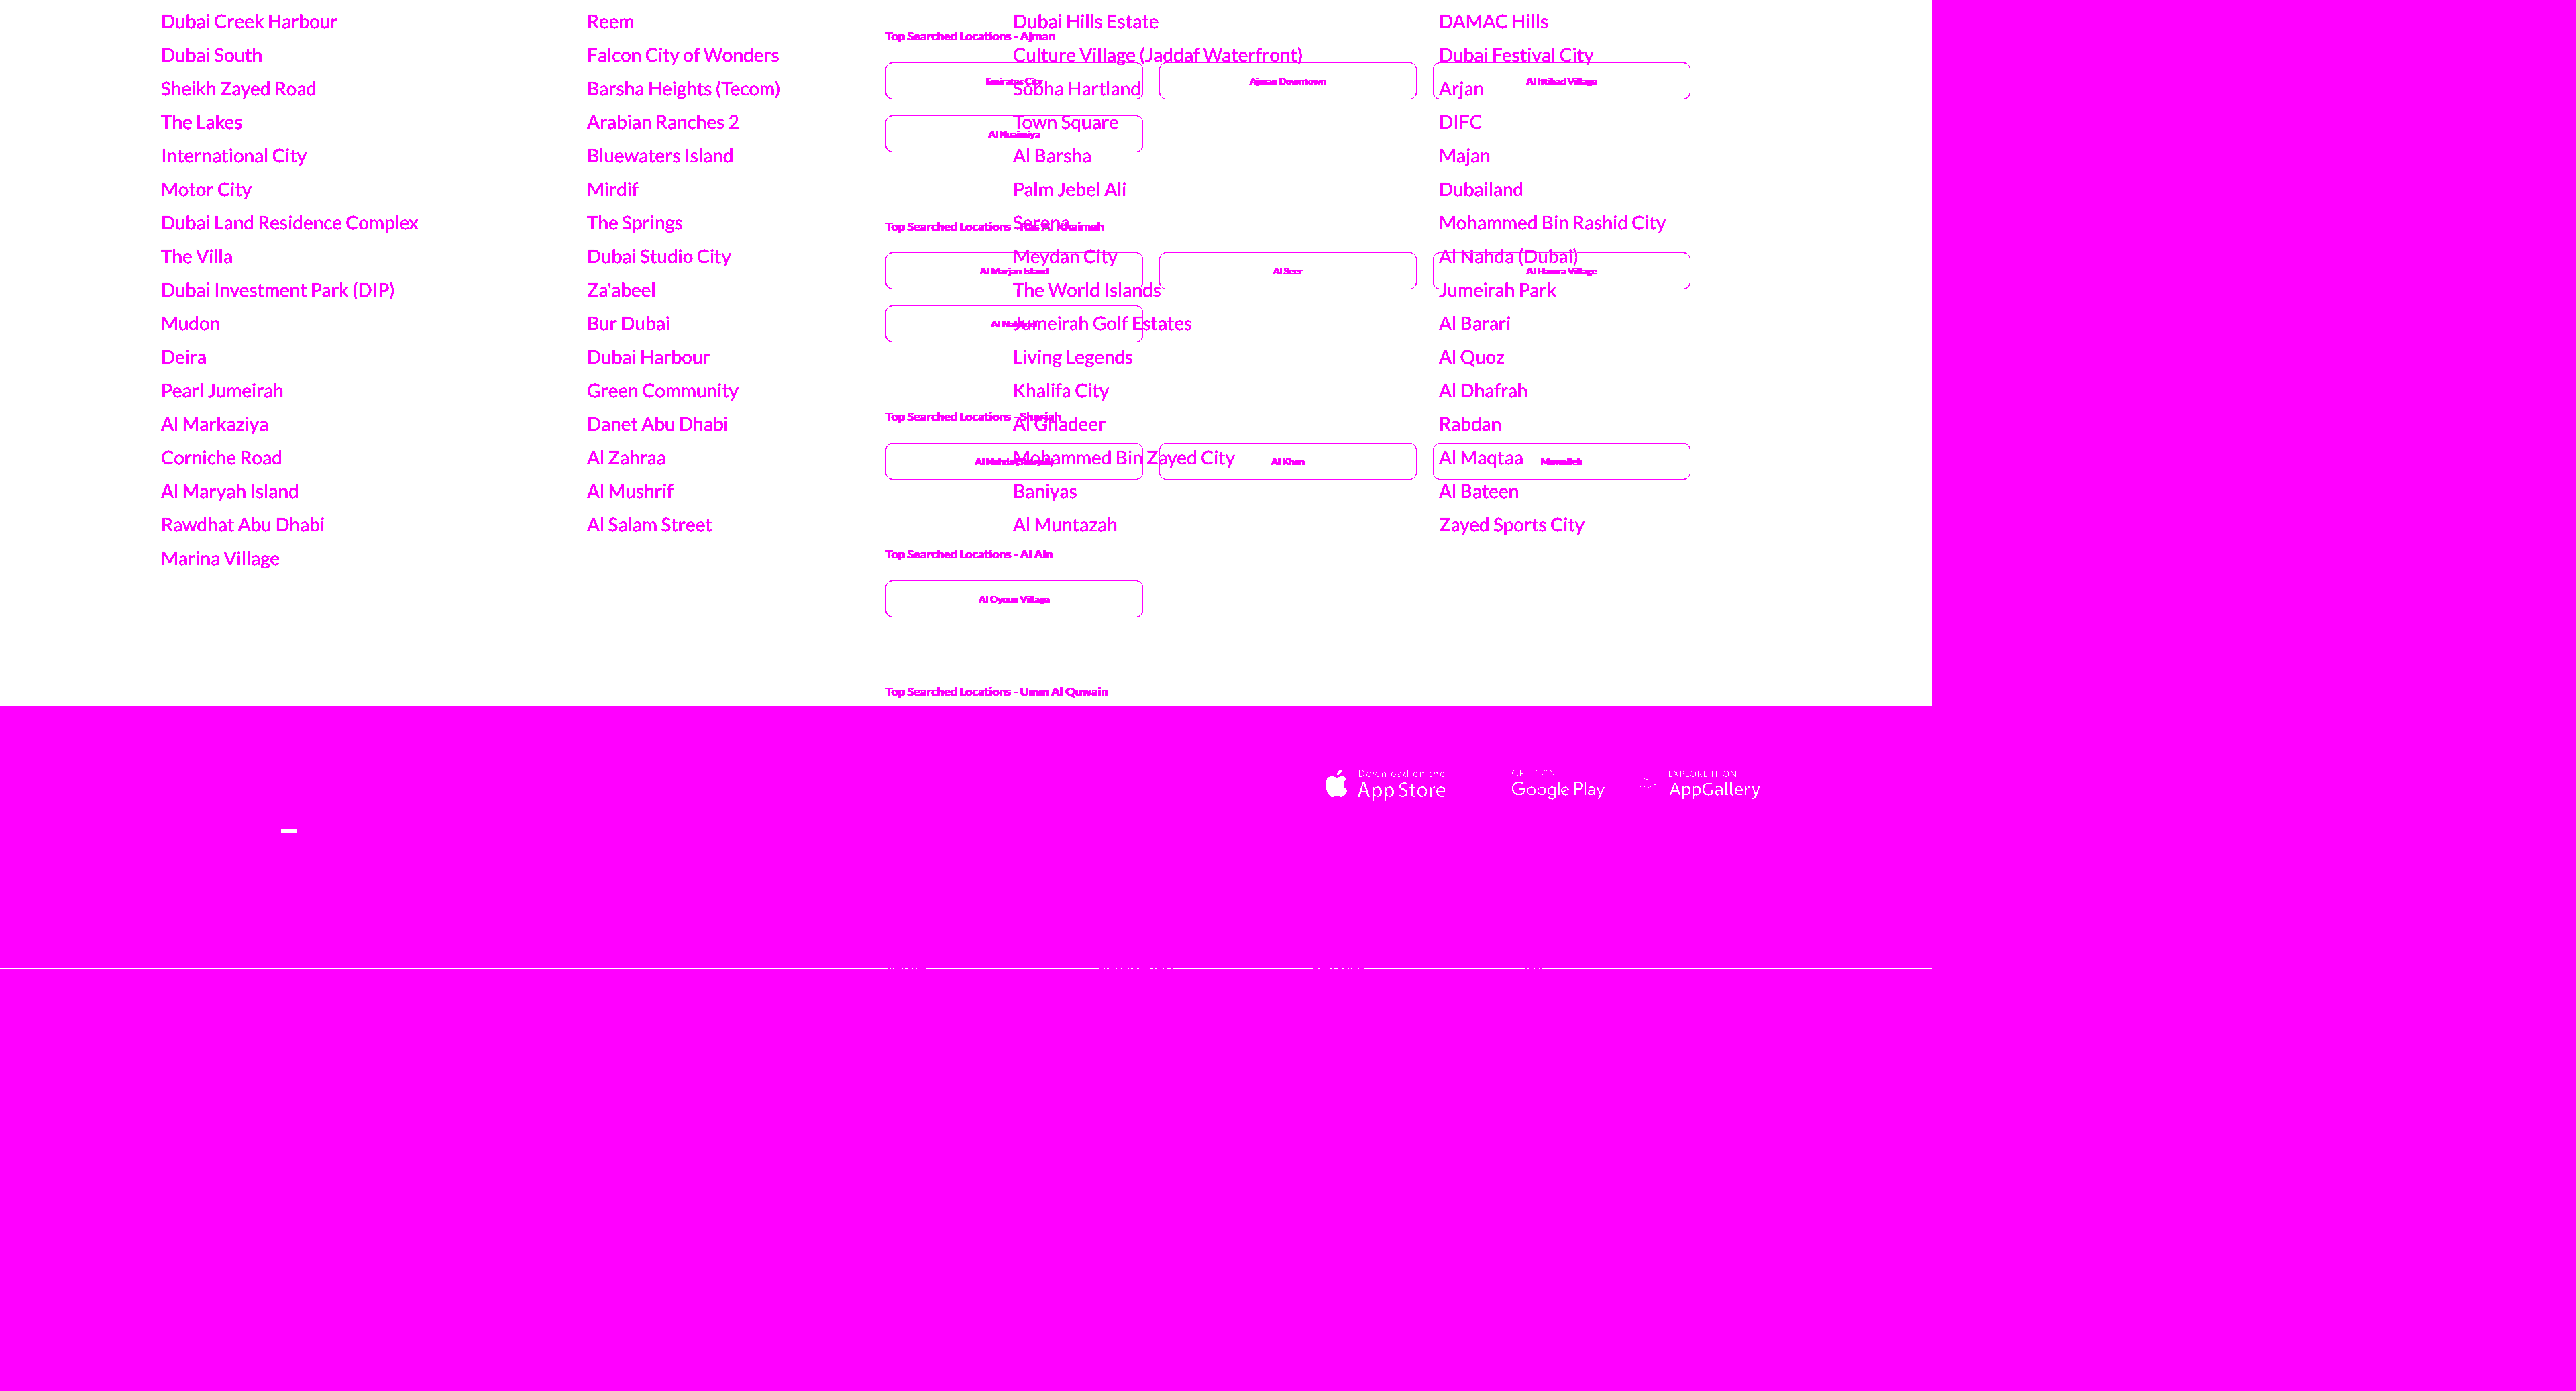 Dubai Creek Harbour
Dubai South
Sheikh Zayed Road
The Lakes
International City
Motor City
Dubai Land Residence Complex
The Villa
Dubai Investment Park (DIP)
Mudon
Deira
Pearl Jumeirah
Al Markaziya
Corniche Road
Al Maryah Island
Rawdhat Abu Dhabi
Marina Village
Reem
Falcon City of Wonders
Barsha Heights (Tecom)
Arabian Ranches 2
Bluewaters Island
Mirdif
The Springs
Dubai Studio City
Za'abeel
Bur Dubai
Dubai Harbour
Green Community
Danet Abu Dhabi
Al Zahraa
Al Mushrif
Al Salam Street
Dubai Hills Estate
Culture Village (Jaddaf Waterfront)
Sobha Hartland
Town Square
Al Barsha
Palm Jebel Ali
Serena
Meydan City
The World Islands
Jumeirah Golf Estates
Living Legends
Khalifa City
Al Ghadeer
Mohammed Bin Zayed City
Baniyas
Al Muntazah
DAMAC Hills
Dubai Festival City
Arjan
DIFC
Majan
Dubailand
Mohammed Bin Rashid City
Al Nahda (Dubai)
Jumeirah Park
Al Barari
Al Quoz
Al Dhafrah
Rabdan
Al Maqtaa
Al Bateen
Zayed Sports City
Top Searched Locations - Ajman
Emirates City
Ajman Downtown
Al Ittihad Village
Al Nuaimiya
Top Searched Locations - Ras Al Khaimah
Al Marjan Island
Al Seer
Al Hamra Village
Top Searched Locations - Sharjah
Al Nahda (Sharjah)
Al Khan
Muwaileh
Top Searched Locations - Al Ain
Al Oyoun Village
Top Searched Locations - Umm Al Quwain
Download on the
App Store
Google Play
EXPLORE IT ON
AppGallery